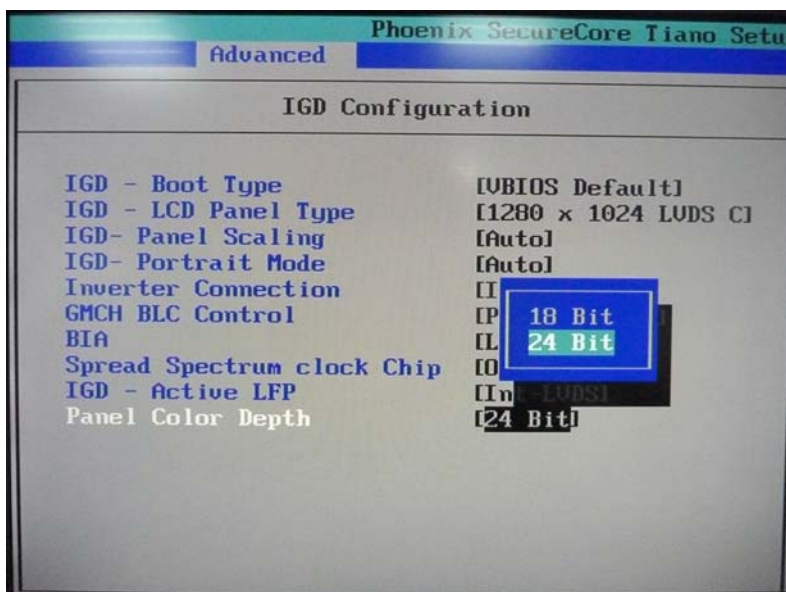 Phoenix SecureCore Tiano Setu
Advanced
IGD Configuration
IGD - Boot Type [VBIOS Default]
IGD - LCD Panel Type [1280 x 1024 LVDS C]
IGD- Panel Scaling [Auto]
IGD- Portrait Mode [Auto]
Inverter Connection [I
GMCH BLC Control [P
BIA [L
Spread Spectrum clock Chip [O
IGD - Active LFP [Int-LVDS]
Panel Color Depth [24 Bit]
18 Bit
24 Bit